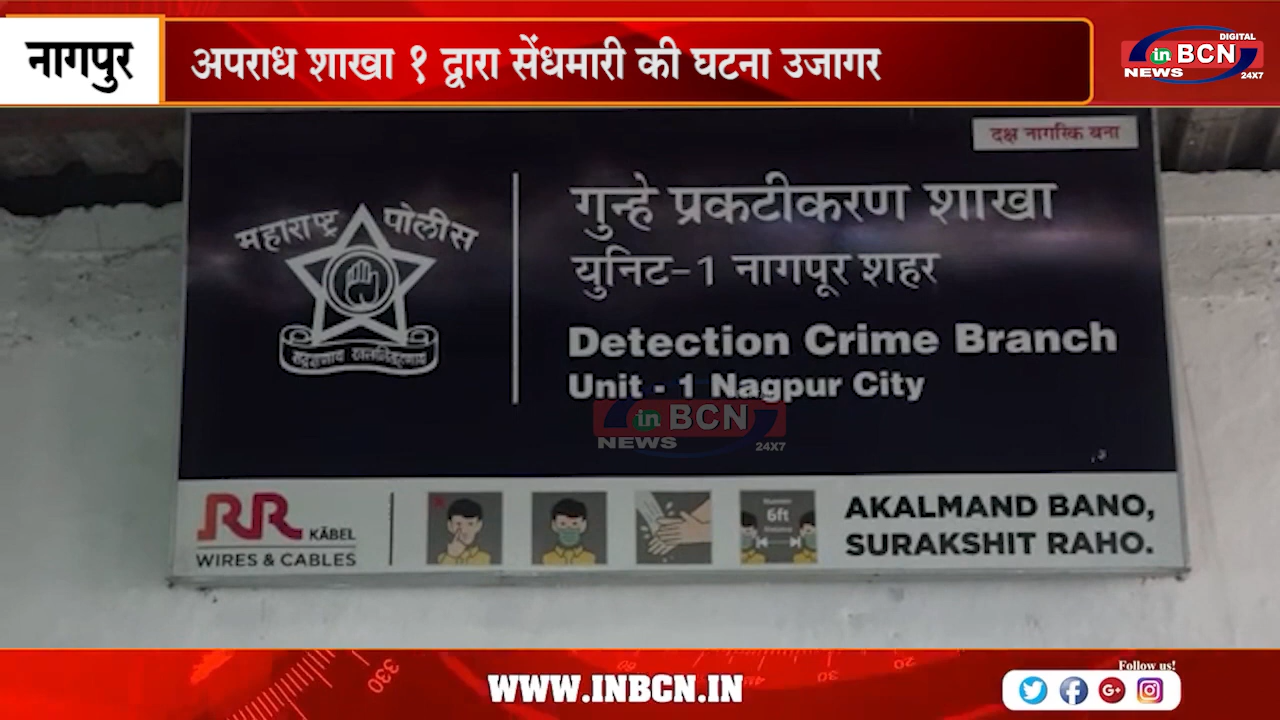 नागपुर
अपराध शाखा १ द्वारा सेंधमारी की घटना उजागर
DIGITAL
in BCN
NEWS 24X7
दक्ष नागरिक बना
महाराष्ट्र पोलीस
गुन्हे प्रकटीकरण शाखा
युनिट-1 नागपूर शहर
Detection Crime Branch
Unit - 1 Nagpur City
in BCN
NEWS 24X7
RR KĀBEL
WIRES & CABLES
6ft
AKALMAND BANO,
SURAKSHIT RAHO.
WWW.INBCN.IN
Follow us!